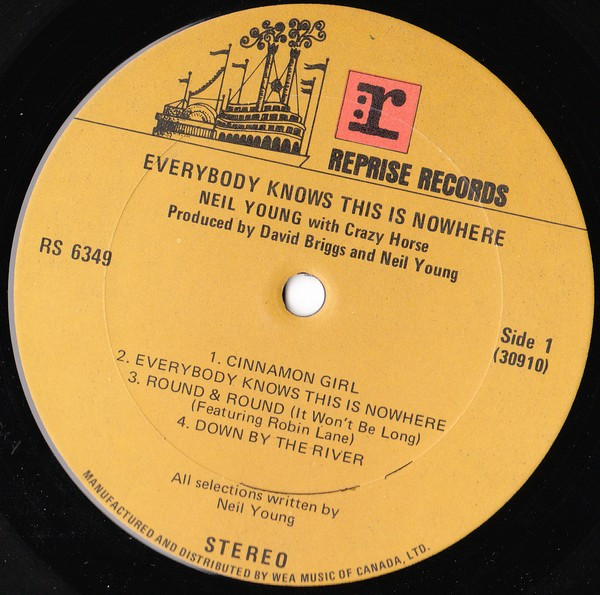 r
REPRISE RECORDS
EVERYBODY KNOWS THIS IS NOWHERE
NEIL YOUNG with Crazy Horse
Produced by David Briggs and Neil Young
RS 6349
Side 1
(30910)
1. CINNAMON GIRL
2. EVERYBODY KNOWS THIS IS NOWHERE
3. ROUND & ROUND (It Won't Be Long)
(Featuring Robin Lane)
4. DOWN BY THE RIVER
All selections written by
Neil Young
STEREO
MANUFACTURED AND DISTRIBUTED BY WEA MUSIC OF CANADA, LTD.